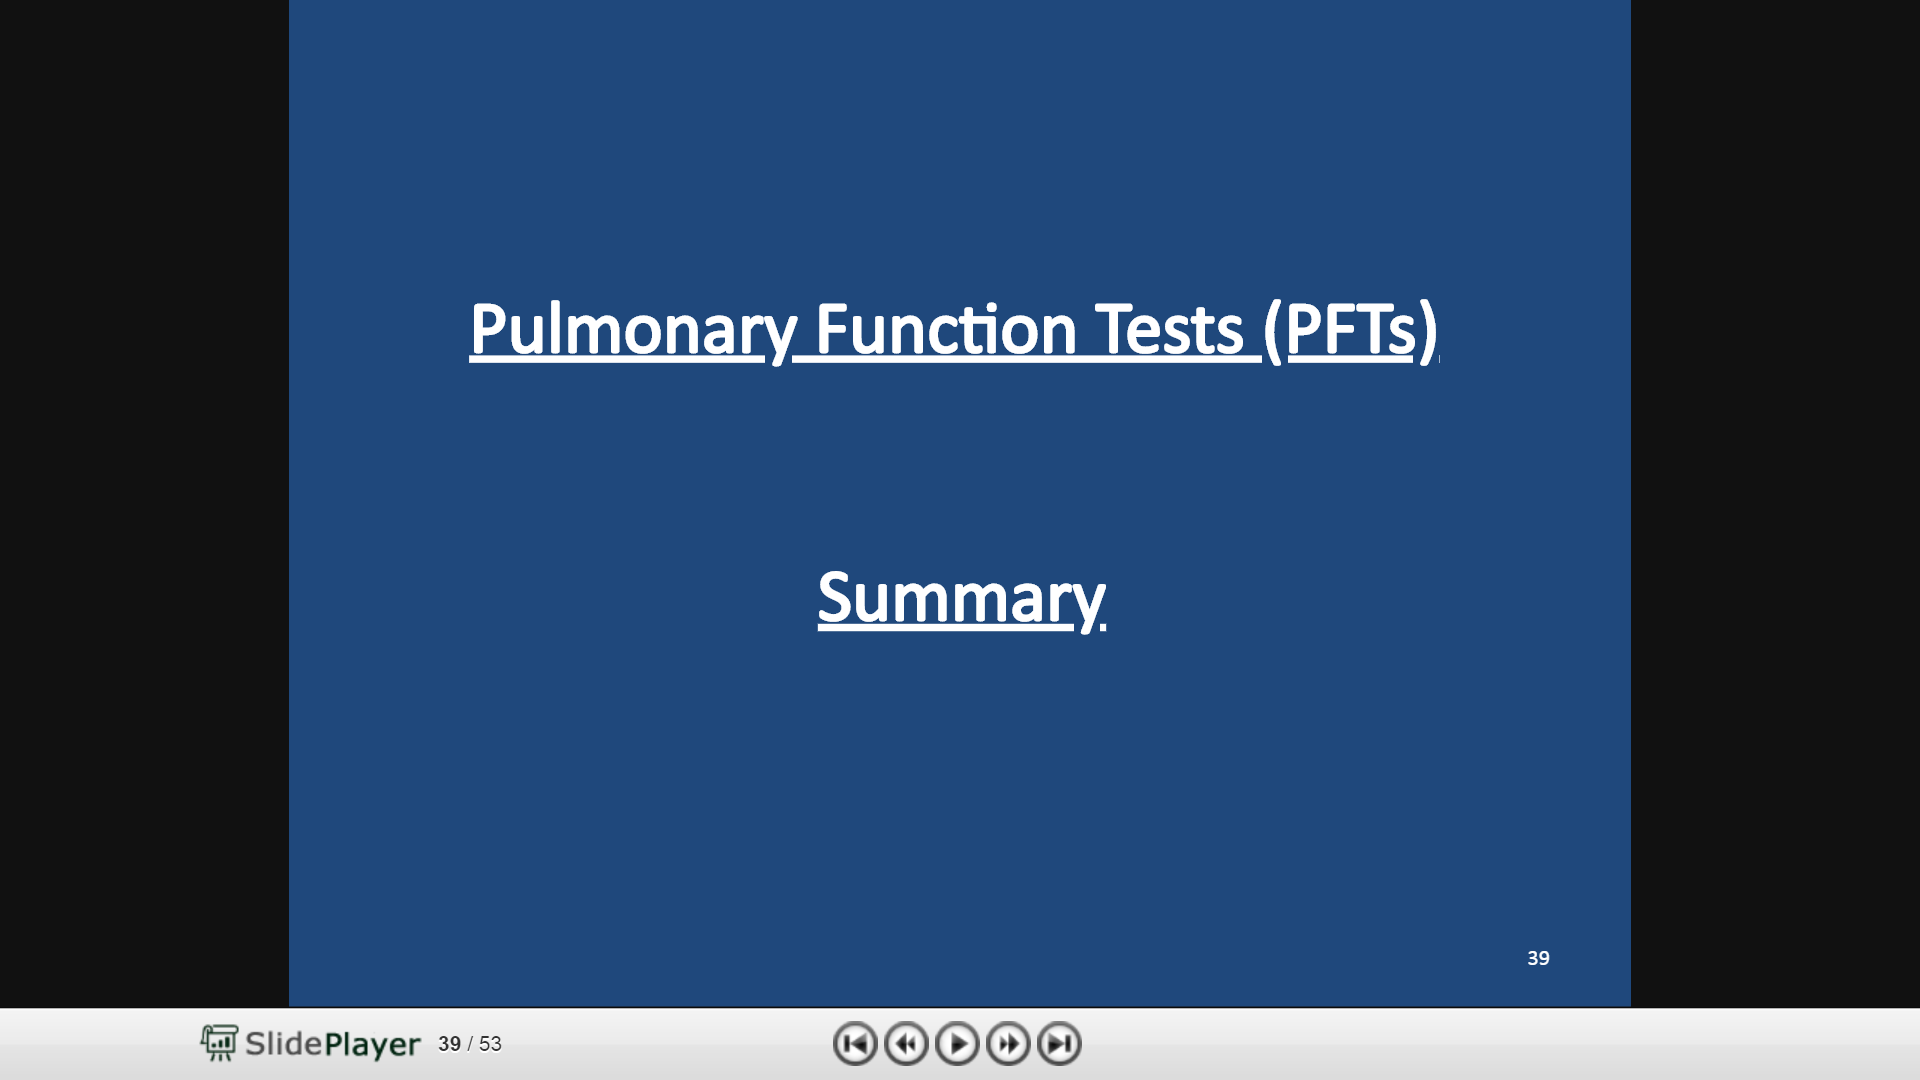 Pulmonary Function Tests (PFTs)
Summary
39
SlidePlayer 39 / 53